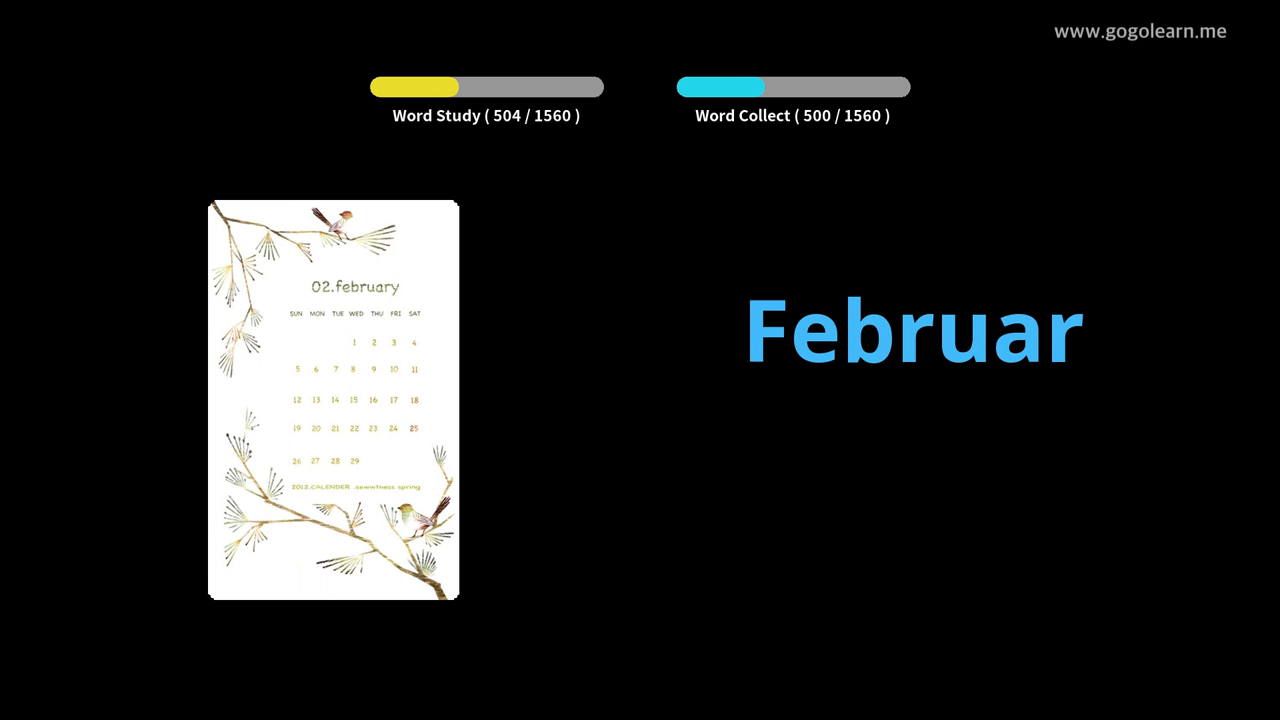 www.gogolearn.me
Word Study ( 504 / 1560 )
Word Collect ( 500 / 1560 )
02.february
SUN MON TUE WED THU FRI SAT
1 2 3 4
5 6 7 8 9 10 11
12 13 14 15 16 17 18
19 20 21 22 23 24 25
26 27 28 29
2012.CALENDER .sewwtness spring
Februar